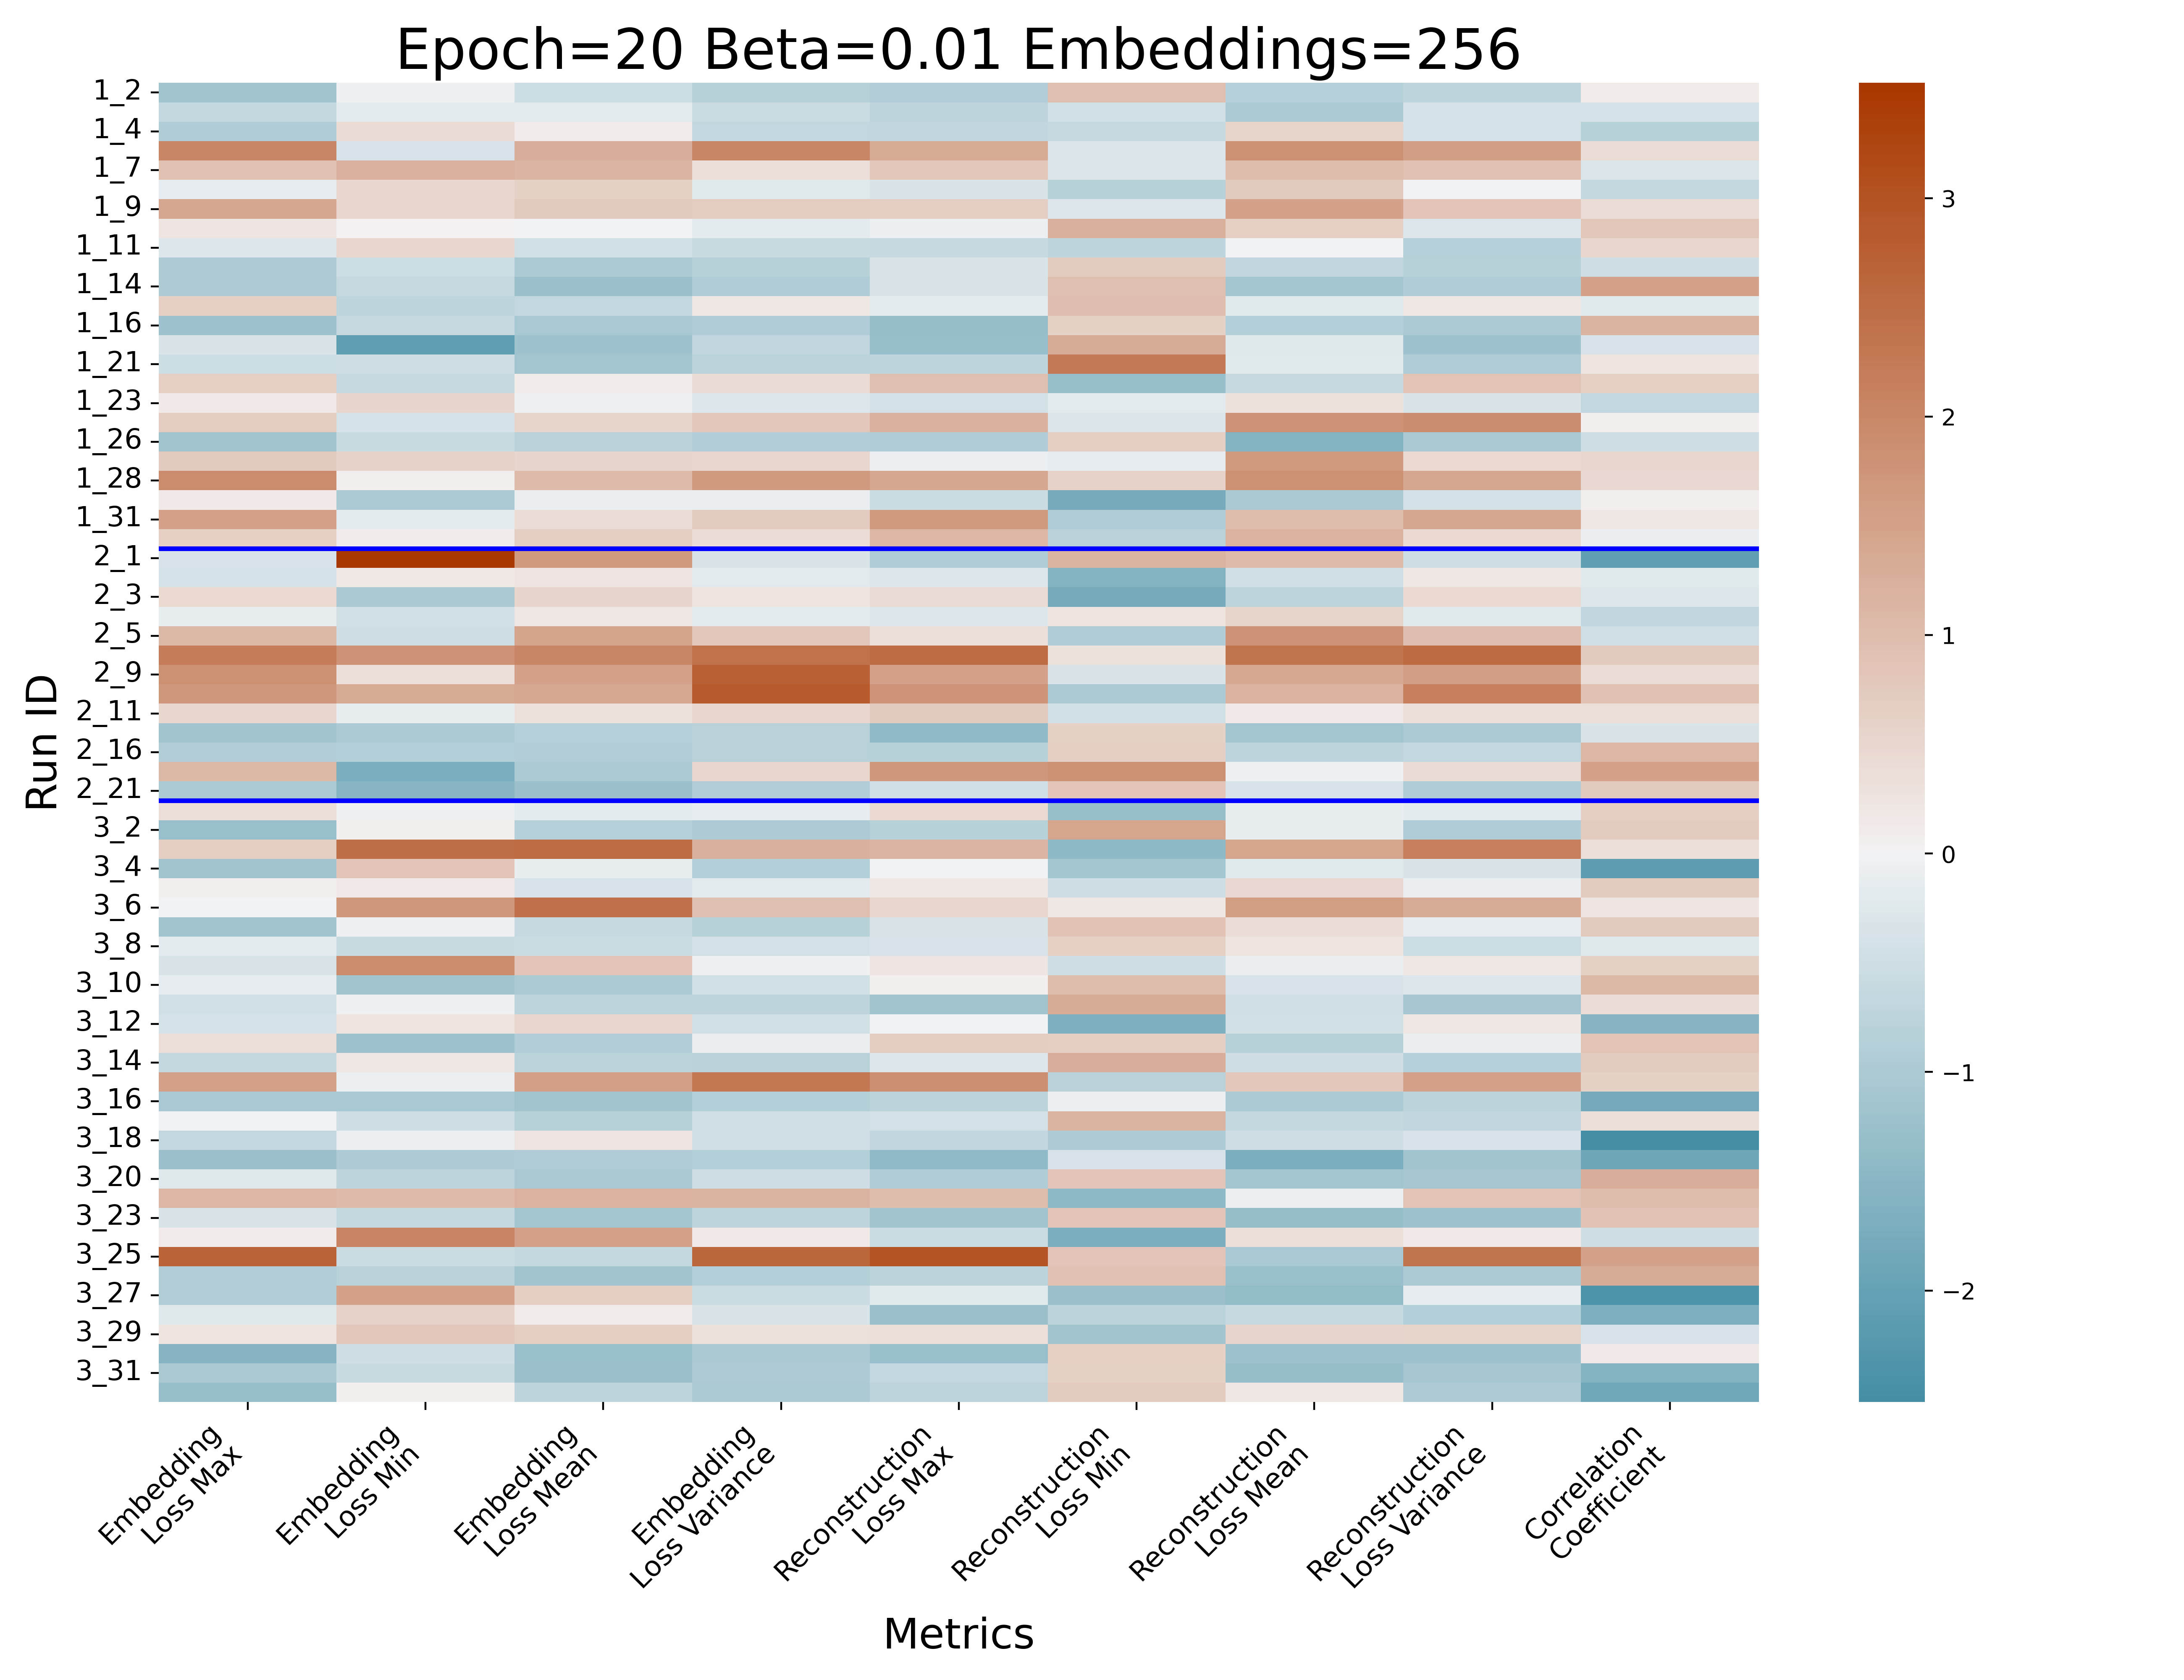 Epoch=20 Beta=0.01 Embeddings=256
Run ID
1_2
1_4
1_7
1_9
1_11
1_14
1_16
1_21
1_23
1_26
1_28
1_31
2_1
2_3
2_5
2_9
2_11
2_16
2_21
3_2
3_4
3_6
3_8
3_10
3_12
3_14
3_16
3_18
3_20
3_23
3_25
3_27
3_29
3_31
Embedding
Loss Max
Embedding
Loss Min
Embedding
Loss Mean
Embedding
Loss Variance
Reconstruction
Loss Max
Reconstruction
Loss Min
Reconstruction
Loss Mean
Reconstruction
Loss Variance
Correlation
Coefficient
Metrics
3
2
1
0
−1
−2